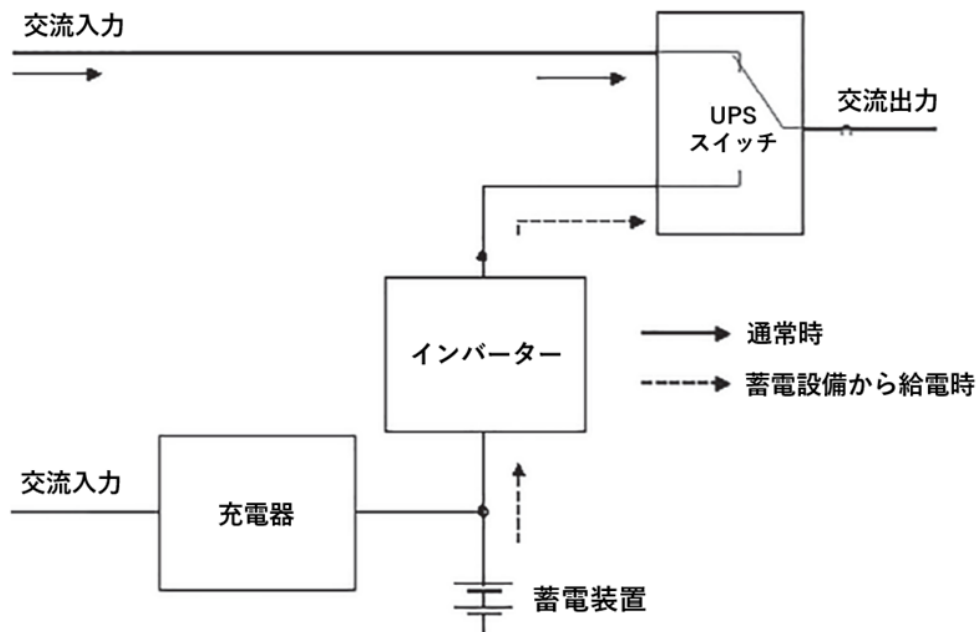 交流入力
UPS
スイッチ
交流出力
インバーター
通常時
蓄電設備から給電時
交流入力
充電器
蓄電装置